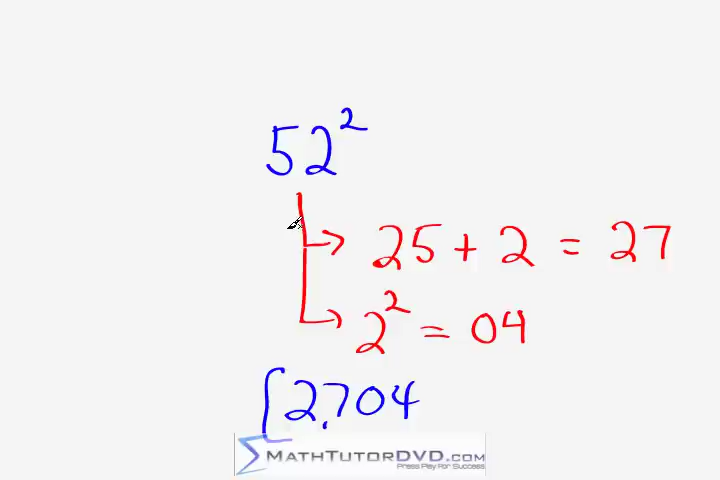 52²
25 + 2 = 27
2² = 04
2,704
MathTutorDVD.com
Press Play For Success